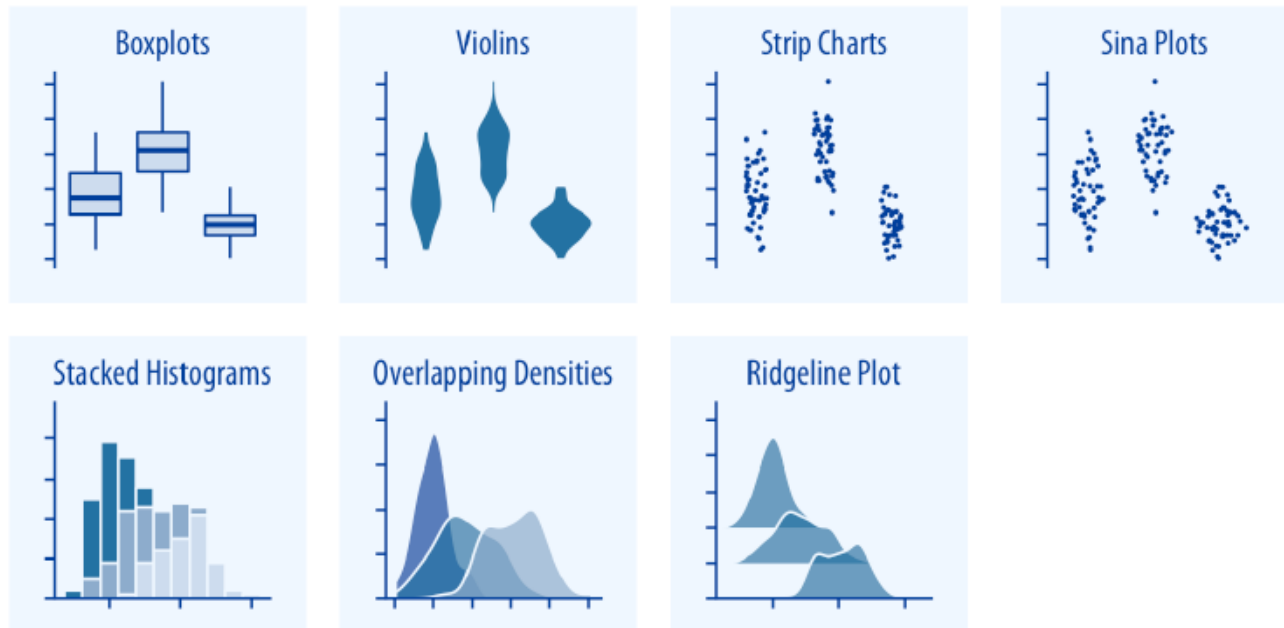 Boxplots
Violins
Strip Charts
Sina Plots
Stacked Histograms
Overlapping Densities
Ridgeline Plot